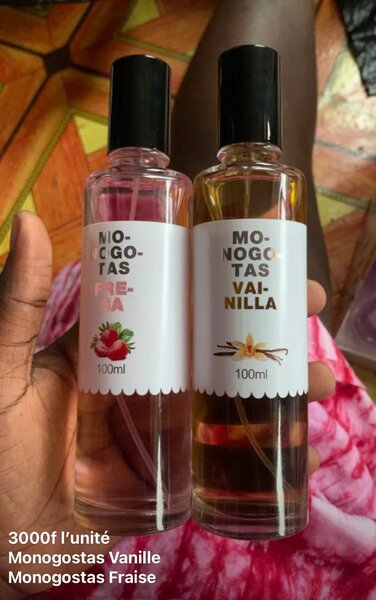 MO-
NOGO-
TAS
FRE-
SA
100ml
MO-
NOGO-
TAS
VAI-
NILLA
100ml
3000f l’unité
Monogostas Vanille
Monogostas Fraise